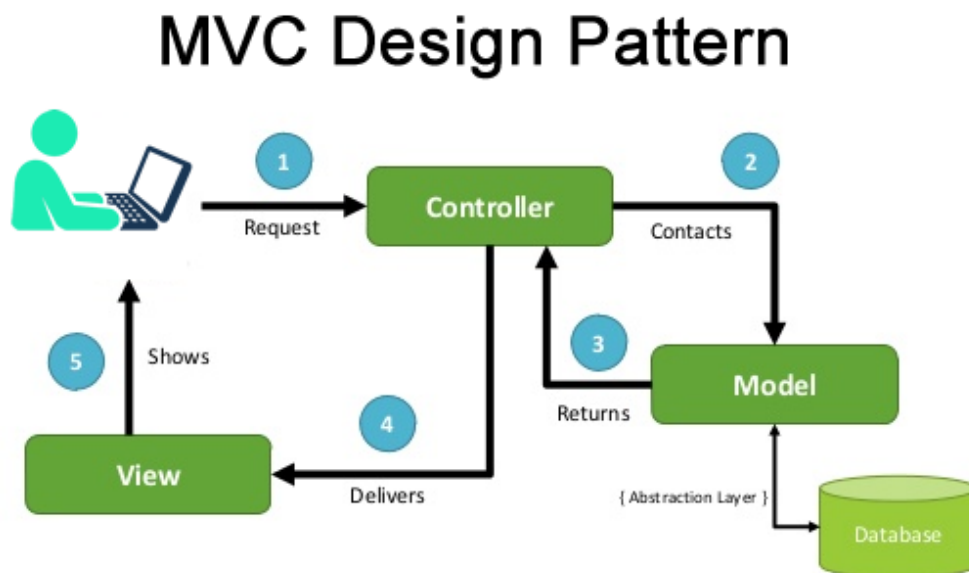 MVC Design Pattern
1
Request
Controller
2
Contacts
3
Returns
Model
4
Delivers
5
Shows
View
{ Abstraction Layer }
Database